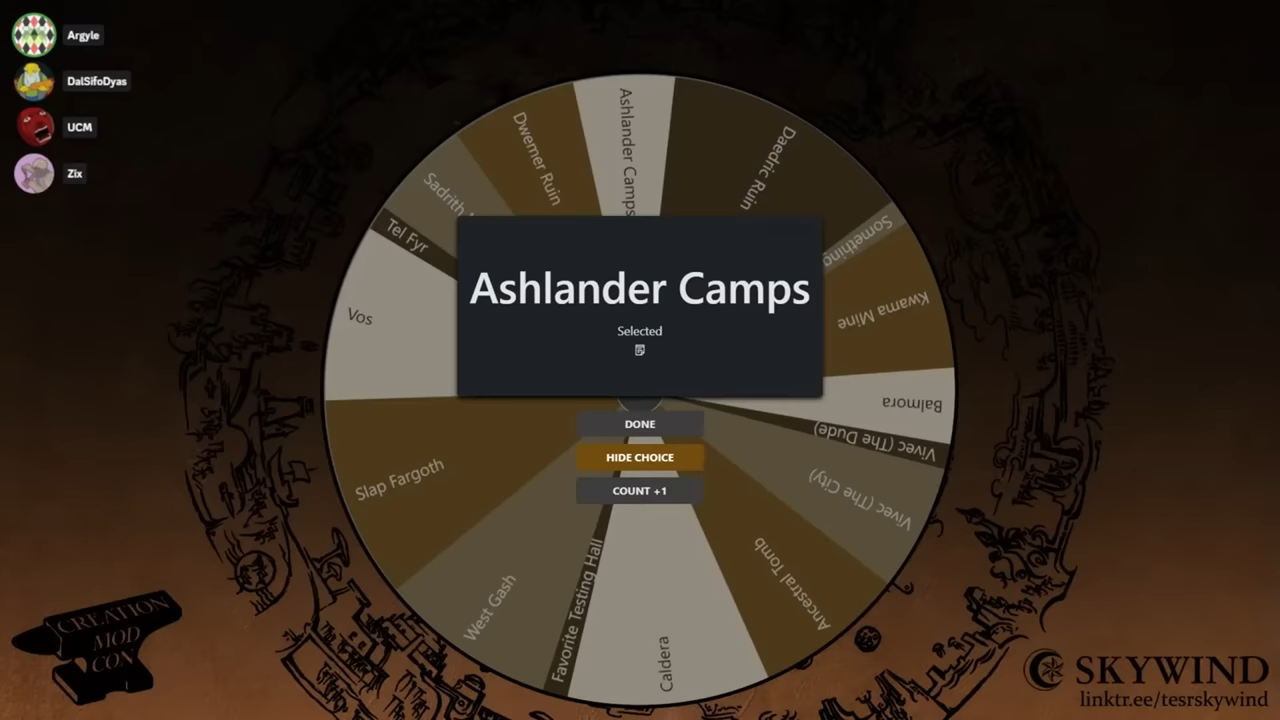 Argyle
DalSifoDyas
UCM
Zix
Ashlander Camps
Daedric Ruin
Something
Kwama Mine
Balmora
Vivec (The Dude)
Vivec (The City)
Ancestral Tomb
Caldera
Favorite Testing Hall
West Gash
Slap Fargoth
Vos
Tel Fyr
Sadrith
Dwemer Ruin
Ashlander Camps
Selected
DONE
HIDE CHOICE
COUNT +1
CREATION
MOD
CON
SKYWIND
linktr.ee/tesrskywind